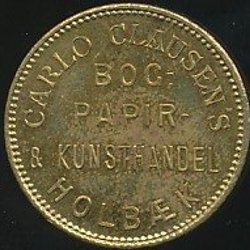 CARLO CLAUSEN'S
BOG-
PAPIR-
& KUNSTHANDEL
HOLBÆK